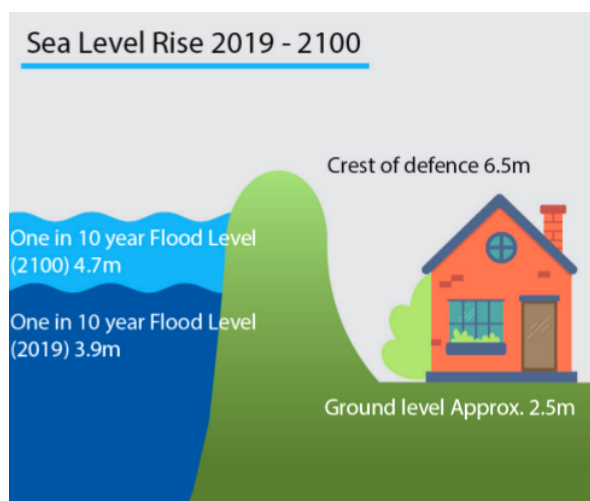 Sea Level Rise 2019 - 2100
Crest of defence 6.5m
One in 10 year Flood Level
(2100) 4.7m
One in 10 year Flood Level
(2019) 3.9m
Ground level Approx. 2.5m